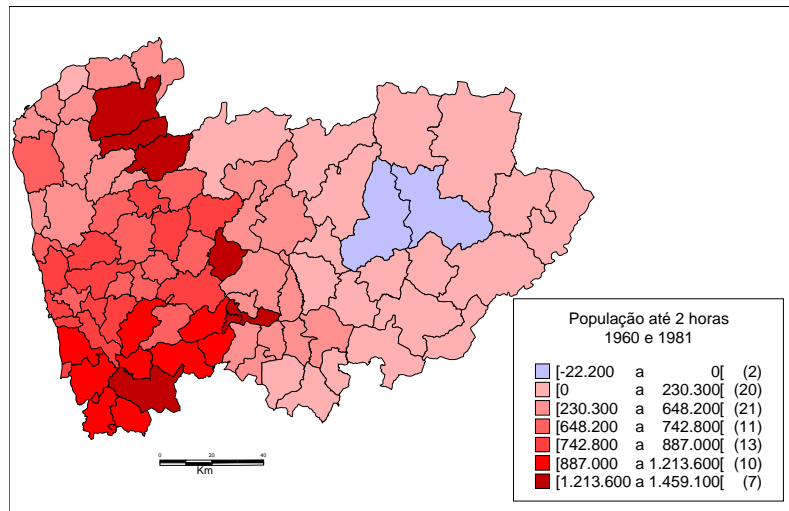 População até 2 horas
1960 e 1981
[-22.200 a 0[ (2)
[0 a 230.300[ (20)
[230.300 a 648.200[ (21)
[648.200 a 742.800[ (11)
[742.800 a 887.000[ (13)
[887.000 a 1.213.600[ (10)
[1.213.600 a 1.459.100[ (7)
0 20 40
Km